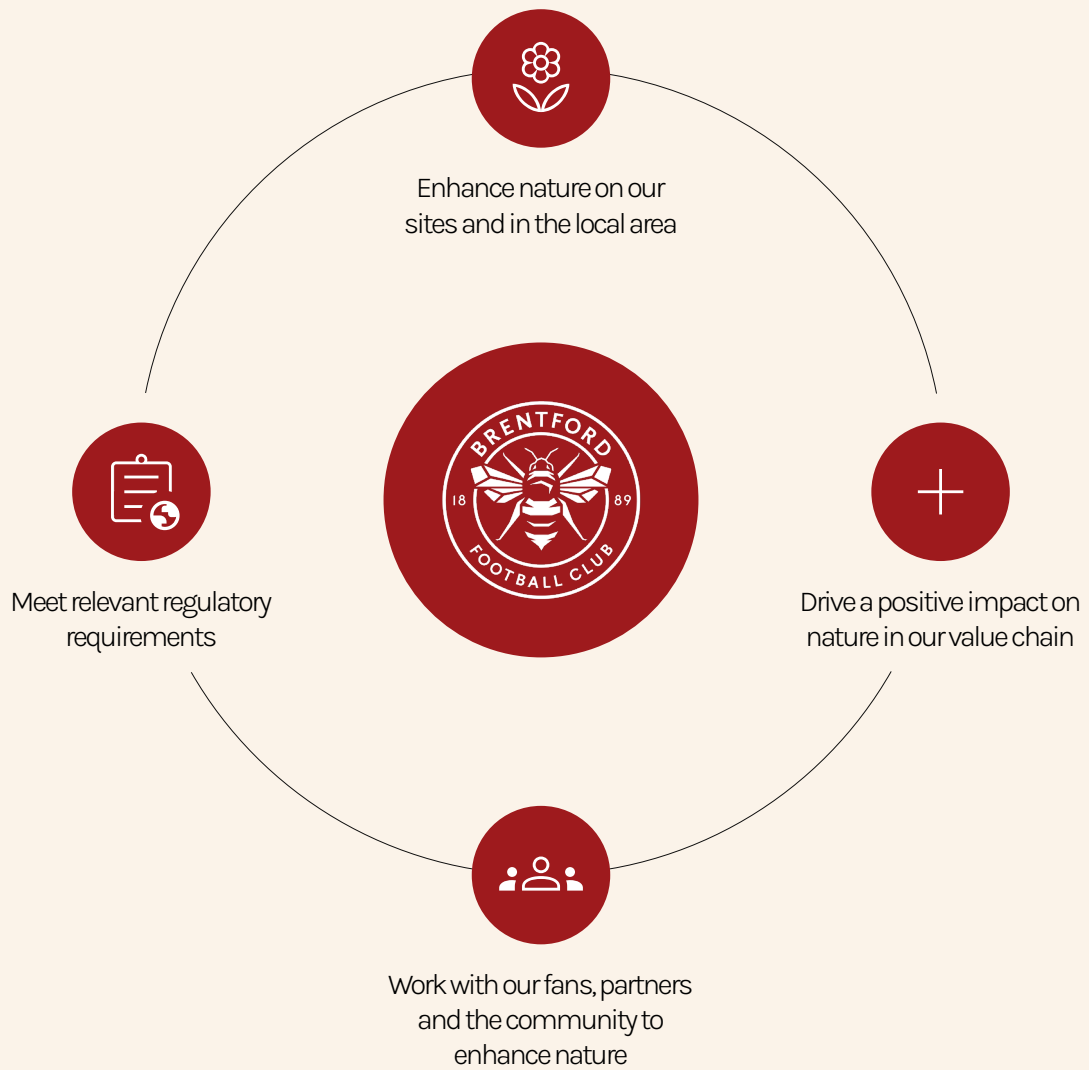 Enhance nature on our
sites and in the local area
BRENTFORD
18 89
FOOTBALL CLUB
Meet relevant regulatory
requirements
Drive a positive impact on
nature in our value chain
Work with our fans, partners
and the community to
enhance nature